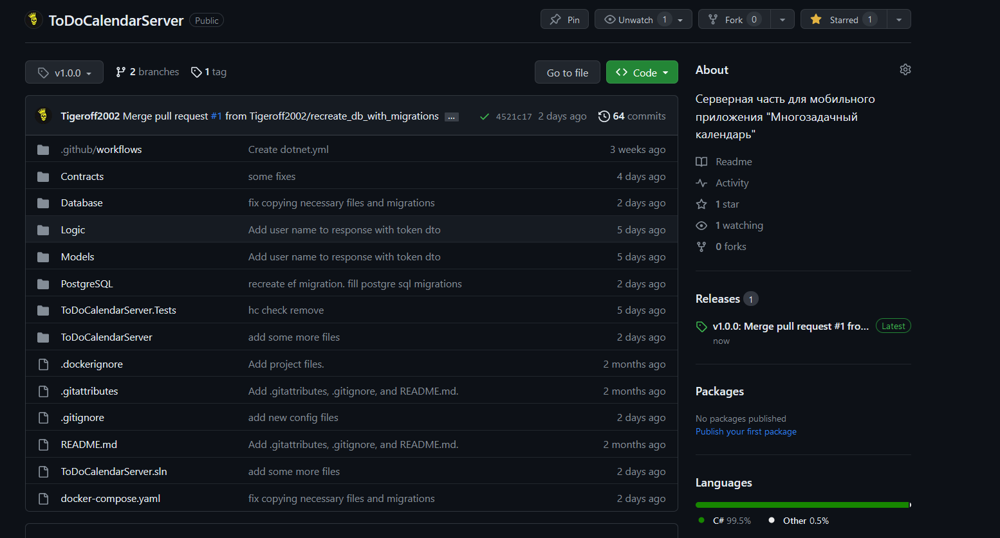 ToDoCalendarServer Public
Pin
Unwatch 1
Fork 0
Starred 1
v1.0.0
2 branches
1 tag
Go to file
Code
Tigeroff2002 Merge pull request #1 from Tigeroff2002/recreate_db_with_migrations ... 4521c17 2 days ago 64 commits
.github/workflows Create dotnet.yml 3 weeks ago
Contracts some fixes 4 days ago
Database fix copying necessary files and migrations 2 days ago
Logic Add user name to response with token dto 5 days ago
Models Add user name to response with token dto 5 days ago
PostgreSQL recreate ef migration. fill postgre sql migrations 2 days ago
ToDoCalendarServer.Tests hc check remove 5 days ago
ToDoCalendarServer add some more files 2 days ago
.dockerignore Add project files. 2 months ago
.gitattributes Add .gitattributes, .gitignore, and README.md. 2 months ago
.gitignore add new config files 2 days ago
README.md Add .gitattributes, .gitignore, and README.md. 2 months ago
ToDoCalendarServer.sln add some more files 2 days ago
docker-compose.yaml fix copying necessary files and migrations 2 days ago
About
Серверная часть для мобильного
приложения "Многозадачный
календарь"
Readme
Activity
1 star
1 watching
0 forks
Releases 1
v1.0.0: Merge pull request #1 fro... Latest
now
Packages
No packages published
Publish your first package
Languages
C# 99.5% Other 0.5%